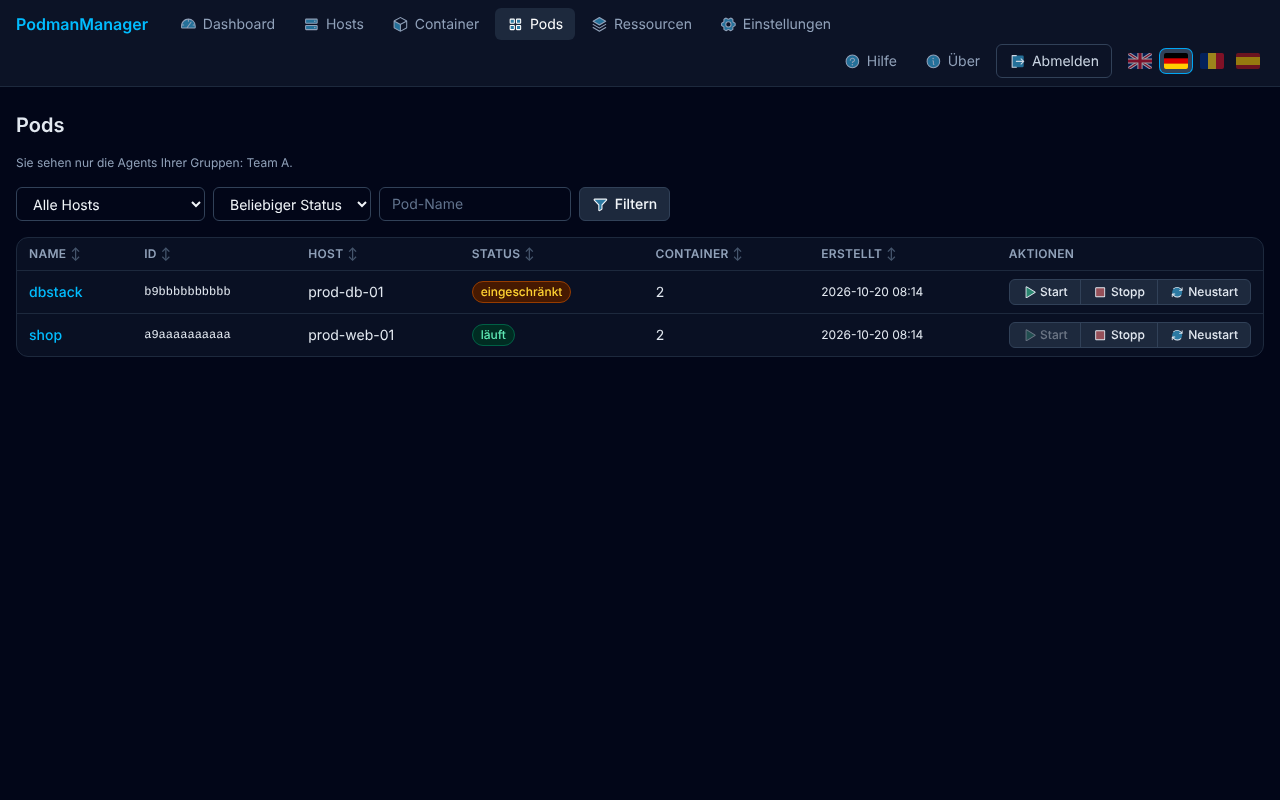 PodmanManager Dashboard Hosts Container Pods Ressourcen Einstellungen
Hilfe Über Abmelden
Pods
Sie sehen nur die Agents Ihrer Gruppen: Team A.
Alle Hosts Beliebiger Status Pod-Name Filtern
NAME ID HOST STATUS CONTAINER ERSTELLT AKTIONEN
dbstack b9bbbbbbbbbb prod-db-01 eingeschränkt 2 2026-10-20 08:14 Start Stopp Neustart
shop a9aaaaaaaaaa prod-web-01 läuft 2 2026-10-20 08:14 Start Stopp Neustart